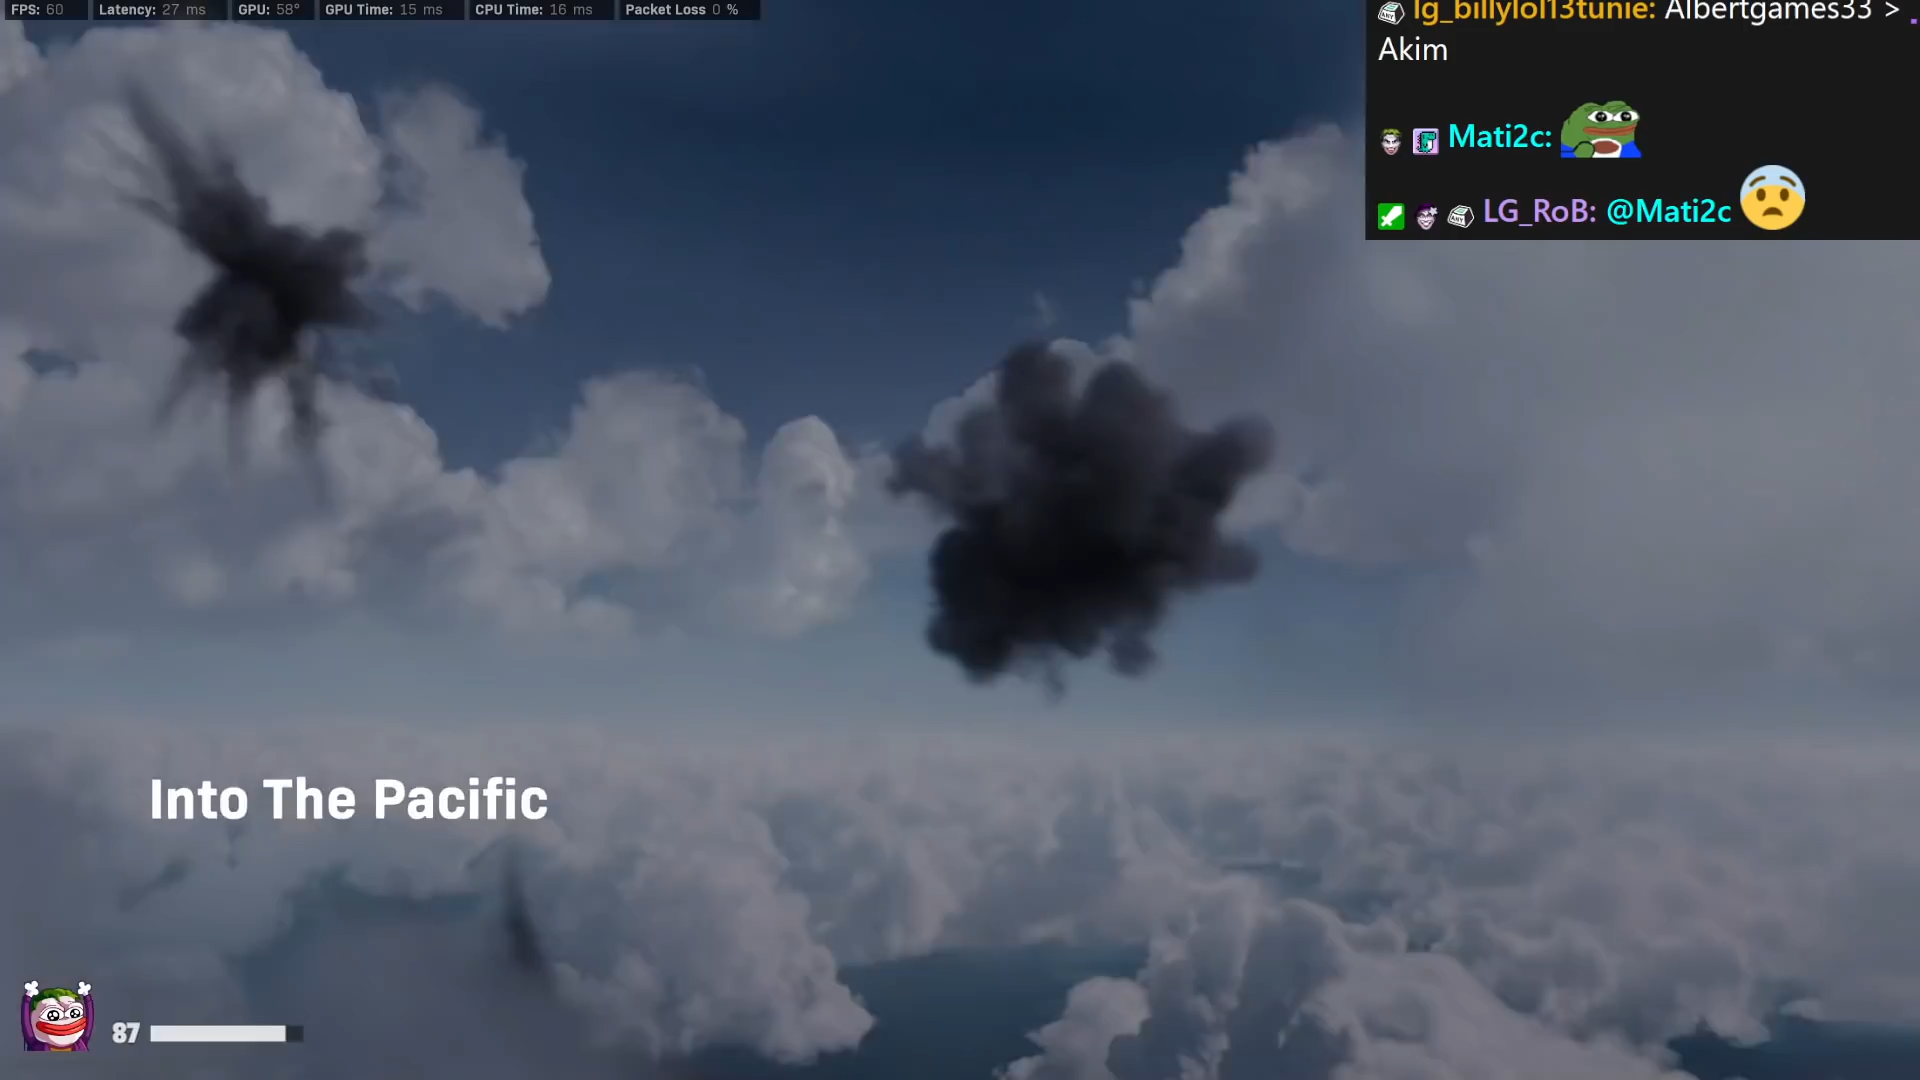 FPS: 60 Latency: 27 ms GPU: 58° GPU Time: 15 ms CPU Time: 16 ms Packet Loss 0 %
lg_billylol13tunie: Albertgames33 >
Akim
Mati2c:
LG_RoB: @Mati2c
Into The Pacific
87